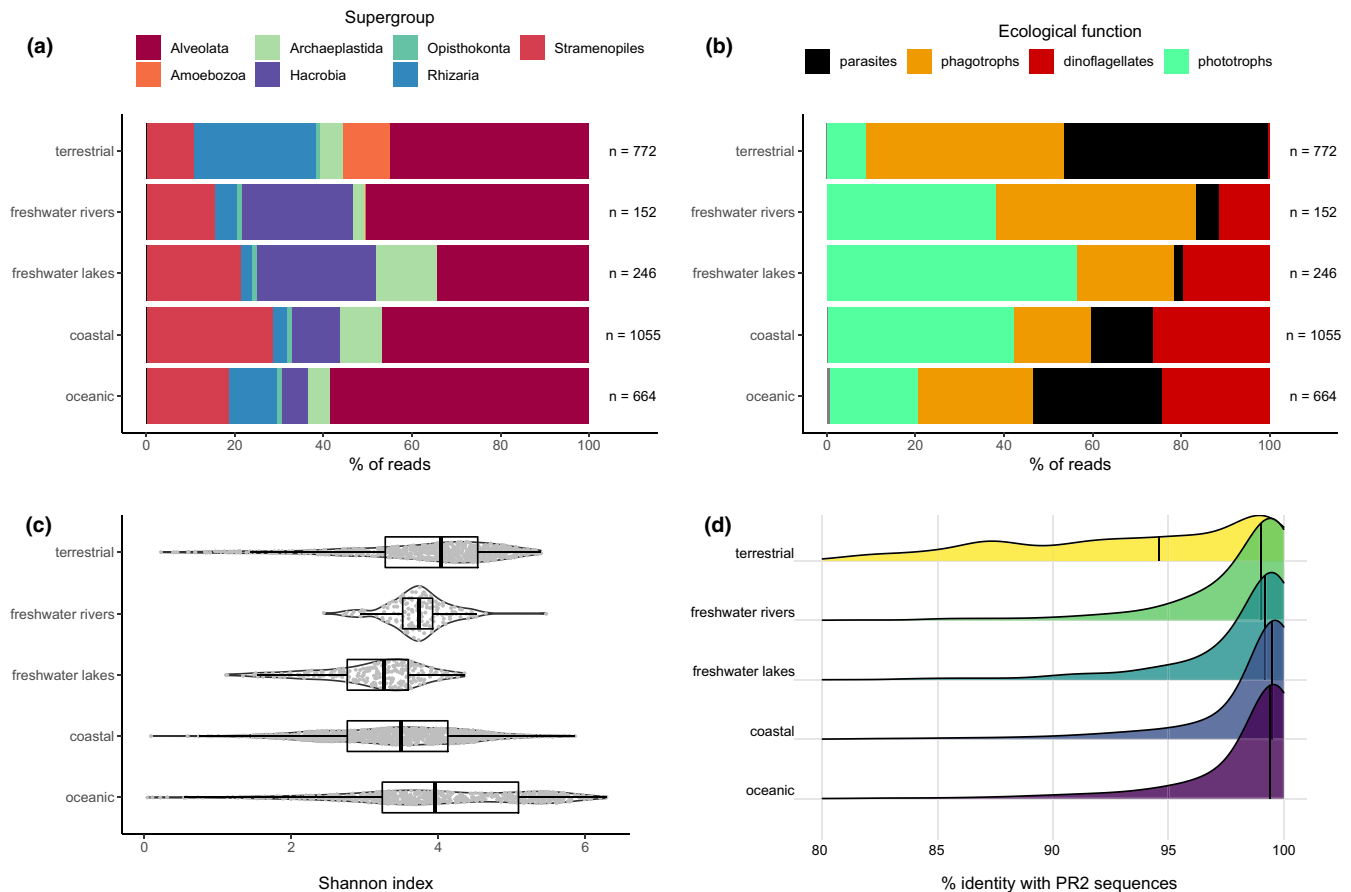 (a)
Supergroup
Alveolata
Archaeplastida
Opisthokonta
Stramenopiles
Amoebozoa
Hacrobia
Rhizaria
terrestrial
n = 772
freshwater rivers
n = 152
freshwater lakes
n = 246
coastal
n = 1055
oceanic
n = 664
0 20 40 60 80 100
% of reads
(b)
Ecological function
parasites
phagotrophs
dinoflagellates
phototrophs
terrestrial
n = 772
freshwater rivers
n = 152
freshwater lakes
n = 246
coastal
n = 1055
oceanic
n = 664
0 20 40 60 80 100
% of reads
(c)
terrestrial
freshwater rivers
freshwater lakes
coastal
oceanic
0 2 4 6
Shannon index
(d)
terrestrial
freshwater rivers
freshwater lakes
coastal
oceanic
80 85 90 95 100
% identity with PR2 sequences